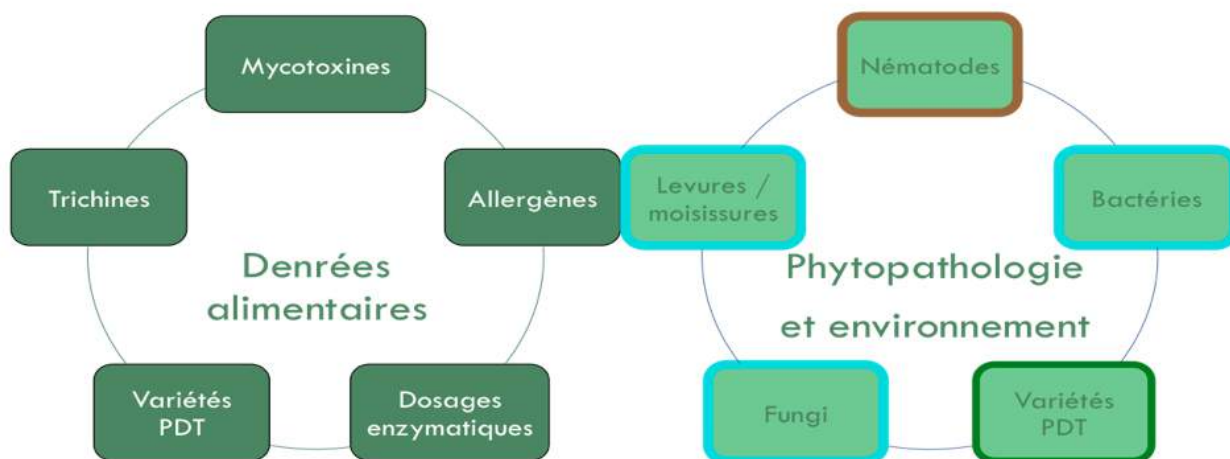 Mycotoxines
Trichines
Allergènes
Denrées
alimentaires
Variétés
PDT
Dosages
enzymatiques
Nématodes
Levures /
moisissures
Bactéries
Phytopathologie
et environnement
Fungi
Variétés
PDT